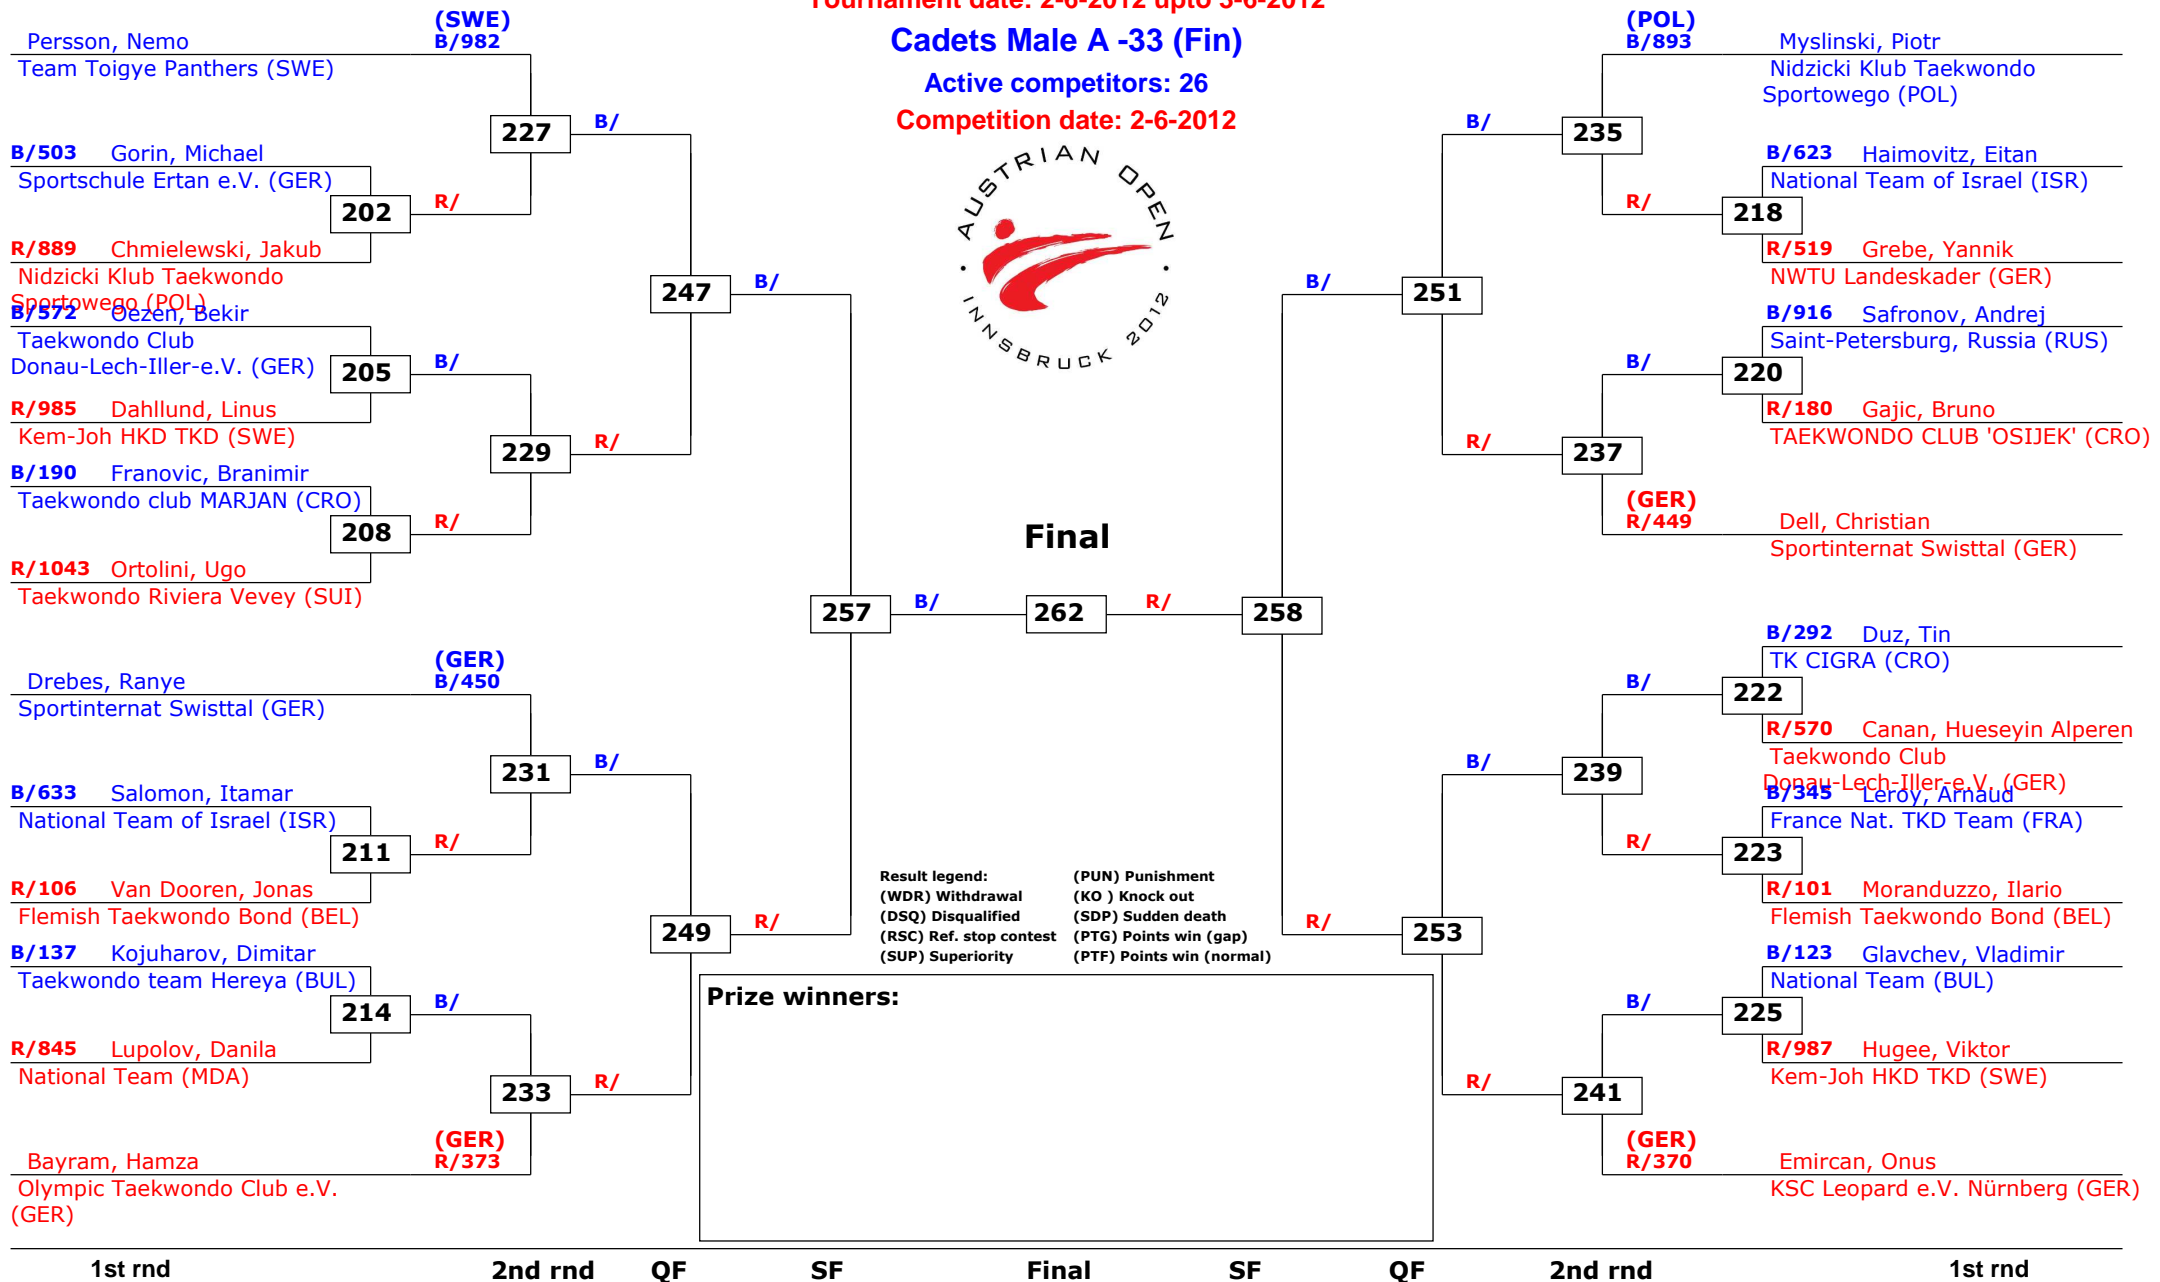 Tournament date: 2-6-2012 upto 3-6-2012
Cadets Male A -33 (Fin)
Active competitors: 26
Competition date: 2-6-2012
AUSTRIAN OPEN
· INNSBRUCK 2012 ·
(SWE)
Persson, Nemo B/982
Team Toigye Panthers (SWE)
227 B/
B/503 Gorin, Michael
Sportschule Ertan e.V. (GER)
202 R/
R/889 Chmielewski, Jakub
Nidzicki Klub Taekwondo
Sportowego (POL)
247 B/
B/572 Oezen, Bekir
Taekwondo Club
Donau-Lech-Iller-e.V. (GER)
205 B/
R/985 Dahllund, Linus
Kem-Joh HKD TKD (SWE)
229 R/
B/190 Franovic, Branimir
Taekwondo club MARJAN (CRO)
208 R/
R/1043 Ortolini, Ugo
Taekwondo Riviera Vevey (SUI)
Final
257 B/ 262 R/ 258
(GER)
Drebes, Ranye B/450
Sportinternat Swisttal (GER)
231 B/
B/633 Salomon, Itamar
National Team of Israel (ISR)
211 R/
R/106 Van Dooren, Jonas
Flemish Taekwondo Bond (BEL)
249 R/
B/137 Kojuharov, Dimitar
Taekwondo team Hereya (BUL)
214 B/
R/845 Lupolov, Danila
National Team (MDA)
233 R/
(GER)
Bayram, Hamza R/373
Olympic Taekwondo Club e.V.
(GER)
(POL)
B/893 Myslinski, Piotr
Nidzicki Klub Taekwondo
Sportowego (POL)
B/ 235
B/623 Haimovitz, Eitan
National Team of Israel (ISR)
R/ 218
R/519 Grebe, Yannik
NWTU Landeskader (GER)
B/ 251
B/916 Safronov, Andrej
Saint-Petersburg, Russia (RUS)
B/ 220
R/180 Gajic, Bruno
TAEKWONDO CLUB 'OSIJEK' (CRO)
R/ 237
(GER)
R/449 Dell, Christian
Sportinternat Swisttal (GER)
B/292 Duz, Tin
TK CIGRA (CRO)
B/ 222
R/570 Canan, Hueseyin Alperen
Taekwondo Club
Donau-Lech-Iller-e.V. (GER)
B/ 239
B/345 Leroy, Arnaud
France Nat. TKD Team (FRA)
R/ 223
R/101 Moranduzzo, Ilario
Flemish Taekwondo Bond (BEL)
R/ 253
B/123 Glavchev, Vladimir
National Team (BUL)
B/ 225
R/987 Hugee, Viktor
Kem-Joh HKD TKD (SWE)
R/ 241
(GER)
R/370 Emircan, Onus
KSC Leopard e.V. Nürnberg (GER)
Result legend: (PUN) Punishment
(WDR) Withdrawal (KO ) Knock out
(DSQ) Disqualified (SDP) Sudden death
(RSC) Ref. stop contest (PTG) Points win (gap)
(SUP) Superiority (PTF) Points win (normal)
Prize winners:
1st rnd 2nd rnd QF SF Final SF QF 2nd rnd 1st rnd